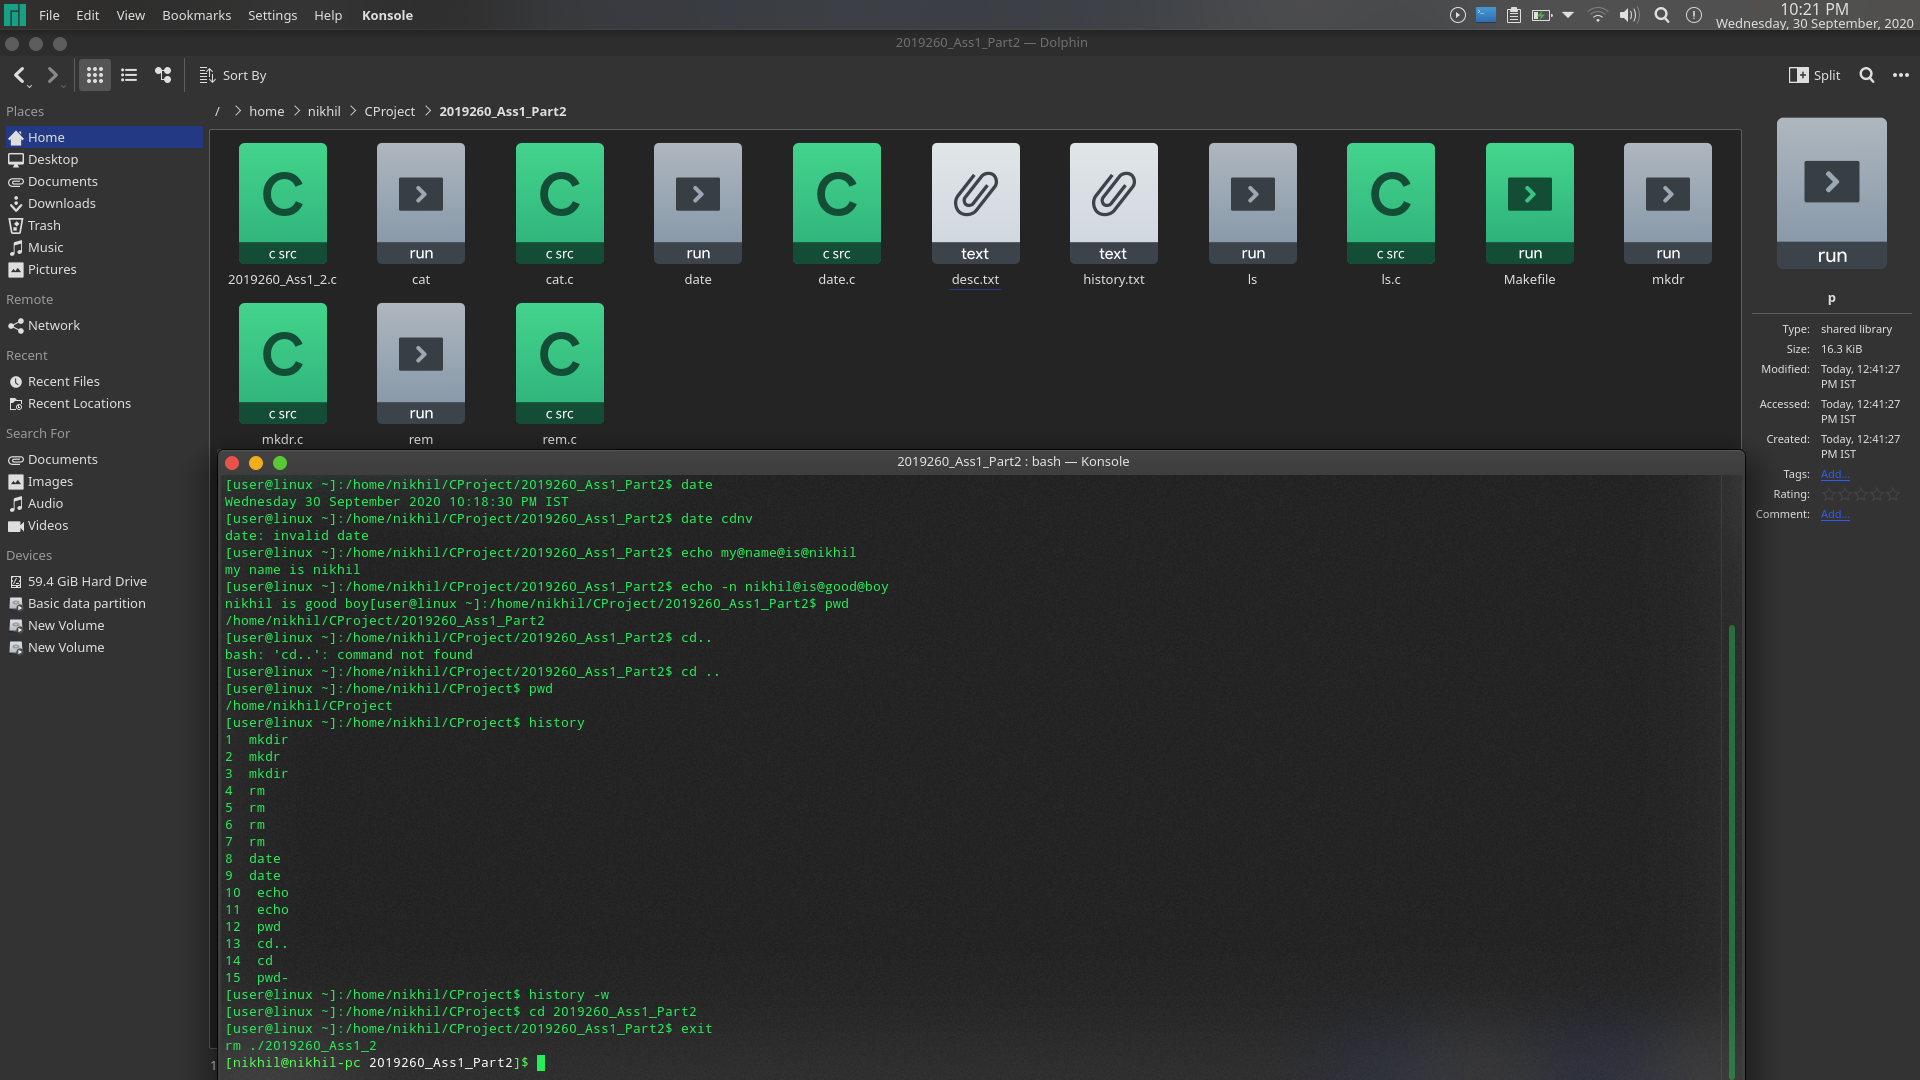 File Edit View Bookmarks Settings Help Konsole
10:21 PM
Wednesday, 30 September, 2020
2019260_Ass1_Part2 — Dolphin
Sort By
Split
Places
/ > home > nikhil > CProject > 2019260_Ass1_Part2
Home
Desktop
Documents
Downloads
Trash
Music
Pictures
Remote
Network
Recent
Recent Files
Recent Locations
Search For
Documents
Images
Audio
Videos
Devices
59.4 GiB Hard Drive
Basic data partition
New Volume
New Volume
c src run c src run c src text text run c src run run
2019260_Ass1_2.c cat cat.c date date.c desc.txt history.txt ls ls.c Makefile mkdr
c src run c src
mkdr.c rem rem.c
run
p
Type: shared library
Size: 16.3 KiB
Modified: Today, 12:41:27
PM IST
Accessed: Today, 12:41:27
PM IST
Created: Today, 12:41:27
PM IST
Tags: Add...
Rating:
Comment: Add...
2019260_Ass1_Part2 : bash — Konsole
[user@linux ~]:/home/nikhil/CProject/2019260_Ass1_Part2$ date
Wednesday 30 September 2020 10:18:30 PM IST
[user@linux ~]:/home/nikhil/CProject/2019260_Ass1_Part2$ date cdnv
date: invalid date
[user@linux ~]:/home/nikhil/CProject/2019260_Ass1_Part2$ echo my@name@is@nikhil
my name is nikhil
[user@linux ~]:/home/nikhil/CProject/2019260_Ass1_Part2$ echo -n nikhil@is@good@boy
nikhil is good boy[user@linux ~]:/home/nikhil/CProject/2019260_Ass1_Part2$ pwd
/home/nikhil/CProject/2019260_Ass1_Part2
[user@linux ~]:/home/nikhil/CProject/2019260_Ass1_Part2$ cd..
bash: 'cd..': command not found
[user@linux ~]:/home/nikhil/CProject/2019260_Ass1_Part2$ cd ..
[user@linux ~]:/home/nikhil/CProject$ pwd
/home/nikhil/CProject
[user@linux ~]:/home/nikhil/CProject$ history
1  mkdir
2  mkdr
3  mkdir
4  rm
5  rm
6  rm
7  rm
8  date
9  date
10  echo
11  echo
12  pwd
13  cd..
14  cd
15  pwd-
[user@linux ~]:/home/nikhil/CProject$ history -w
[user@linux ~]:/home/nikhil/CProject$ cd 2019260_Ass1_Part2
[user@linux ~]:/home/nikhil/CProject/2019260_Ass1_Part2$ exit
rm ./2019260_Ass1_2
[nikhil@nikhil-pc 2019260_Ass1_Part2]$